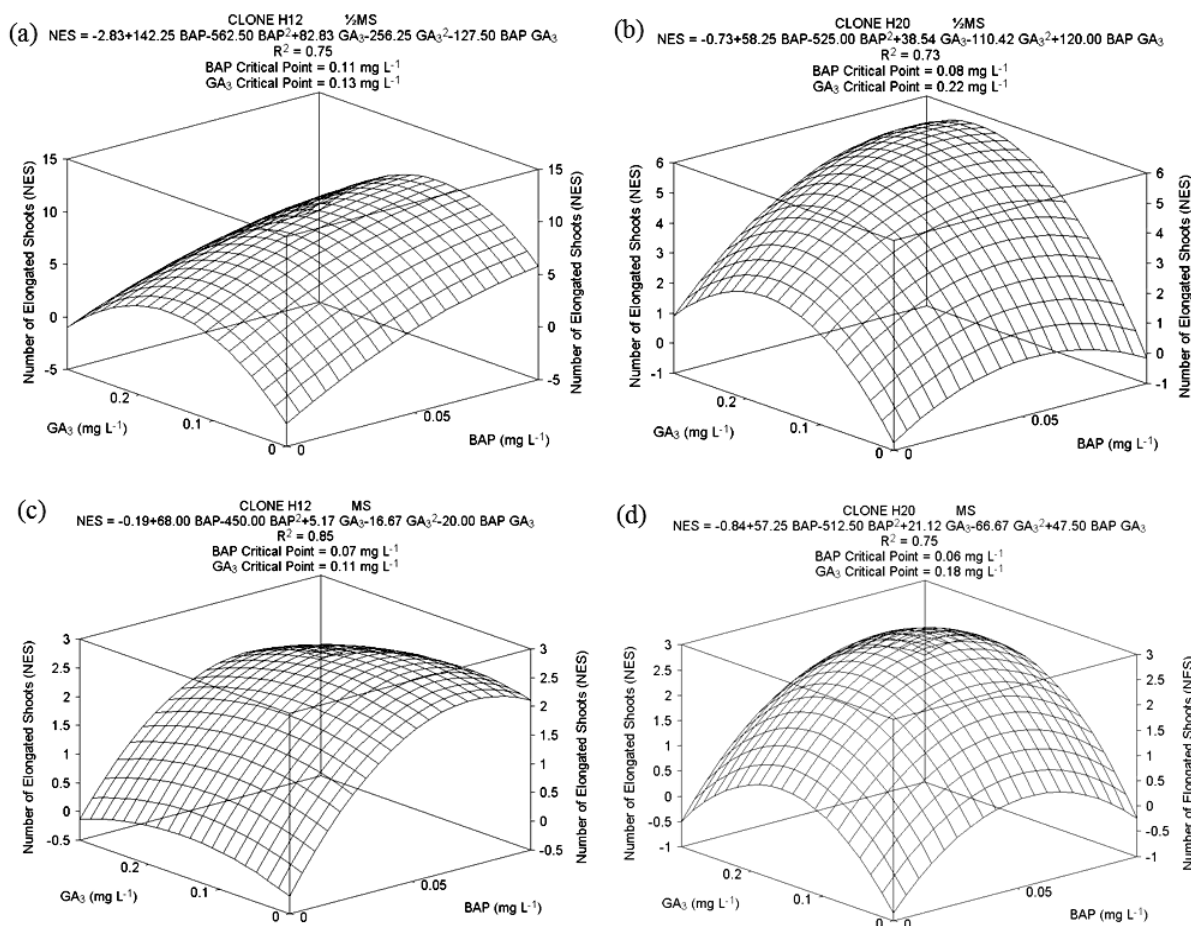 (a)
CLONE H12 ½MS
NES = -2.83+142.25 BAP-562.50 BAP²+82.83 GA₃-256.25 GA₃²-127.50 BAP GA₃
R² = 0.75
BAP Critical Point = 0.11 mg L⁻¹
GA₃ Critical Point = 0.13 mg L⁻¹
Number of Elongated Shoots (NES)
15
10
5
0
-5
15
10
5
0
-5
Number of Elongated Shoots (NES)
0.2
0.1
0
GA₃ (mg L⁻¹)
0
0.05
BAP (mg L⁻¹)
(b)
CLONE H20 ½MS
NES = -0.73+58.25 BAP-525.00 BAP²+38.54 GA₃-110.42 GA₃²+120.00 BAP GA₃
R² = 0.73
BAP Critical Point = 0.08 mg L⁻¹
GA₃ Critical Point = 0.22 mg L⁻¹
Number of Elongated Shoots (NES)
6
5
4
3
2
1
0
-1
6
5
4
3
2
1
0
-1
Number of Elongated Shoots (NES)
0.2
0.1
0
GA₃ (mg L⁻¹)
0
0.05
BAP (mg L⁻¹)
(c)
CLONE H12 MS
NES = -0.19+68.00 BAP-450.00 BAP²+5.17 GA₃-16.67 GA₃²-20.00 BAP GA₃
R² = 0.85
BAP Critical Point = 0.07 mg L⁻¹
GA₃ Critical Point = 0.11 mg L⁻¹
Number of Elongated Shoots (NES)
3
2.5
2
1.5
1
0.5
0
-0.5
3
2.5
2
1.5
1
0.5
0
-0.5
Number of Elongated Shoots (NES)
0.2
0.1
0
GA₃ (mg L⁻¹)
0
0.05
BAP (mg L⁻¹)
(d)
CLONE H20 MS
NES = -0.84+57.25 BAP-512.50 BAP²+21.12 GA₃-66.67 GA₃²+47.50 BAP GA₃
R² = 0.75
BAP Critical Point = 0.06 mg L⁻¹
GA₃ Critical Point = 0.18 mg L⁻¹
Number of Elongated Shoots (NES)
3
2.5
2
1.5
1
0.5
0
-0.5
-1
3
2.5
2
1.5
1
0.5
0
-0.5
-1
Number of Elongated Shoots (NES)
0.2
0.1
0
GA₃ (mg L⁻¹)
0
0.05
BAP (mg L⁻¹)